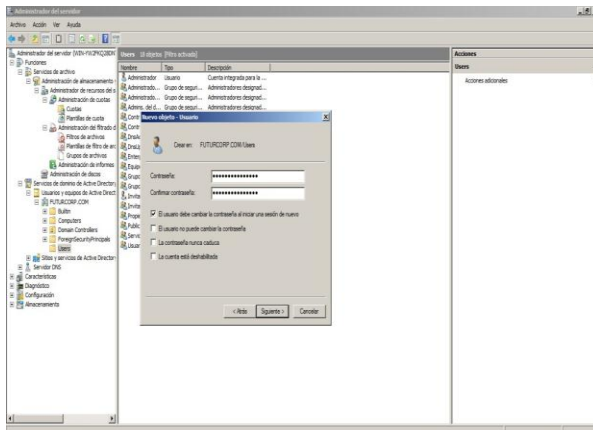 Administrador del servidor
Archivo Acción Ver Ayuda
Administrador del servidor
Funciones
Servicios de archivo
Administración de almacenamiento
Administrador de recursos del s
Administración de cuotas
Cuotas
Plantillas de cuota
Administración del filtrado d
Filtros de archivos
Plantillas de filtro de arc
Grupos de archivos
Administración de informes
Administración de discos
Servicios de dominio de Active Directory
Usuarios y equipos de Active Direct
FUTURCORP.COM
Builtin
Computers
Domain Controllers
ForeignSecurityPrincipals
Users
Sitios y servicios de Active Director
Servidor DNS
Características
Diagnóstico
Configuración
Almacenamiento
Users 18 objetos [Filtro activado]
Nombre Tipo Descripción
Administrador Usuario Cuenta integrada para la ...
Administrado... Grupo de seguri... Administradores designad...
Administrado... Grupo de seguri... Administradores designad...
Admins. del d... Grupo de seguri... Administradores designad...
Nuevo objeto - Usuario
Crear en: FUTURCORP.COM/Users
Contraseña:
Confirmar contraseña:
El usuario debe cambiar la contraseña al iniciar una sesión de nuevo
El usuario no puede cambiar la contraseña
La contraseña nunca caduca
La cuenta está deshabilitada
< Atrás Siguiente > Cancelar
Acciones
Users
Acciones adicionales